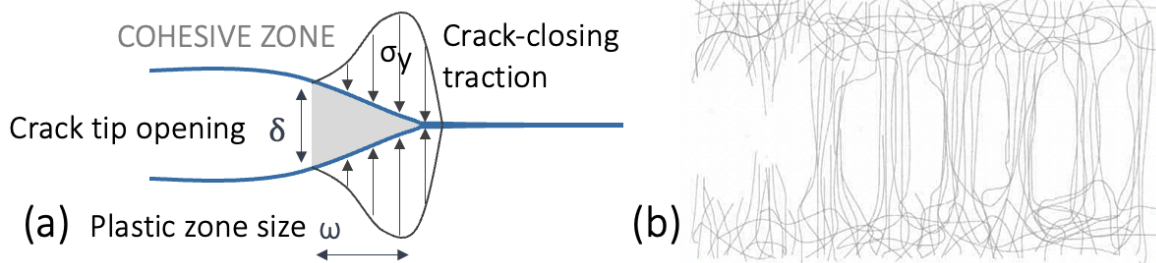 COHESIVE ZONE
σy
Crack-closing
traction
Crack tip opening δ
(a) Plastic zone size ω
(b)